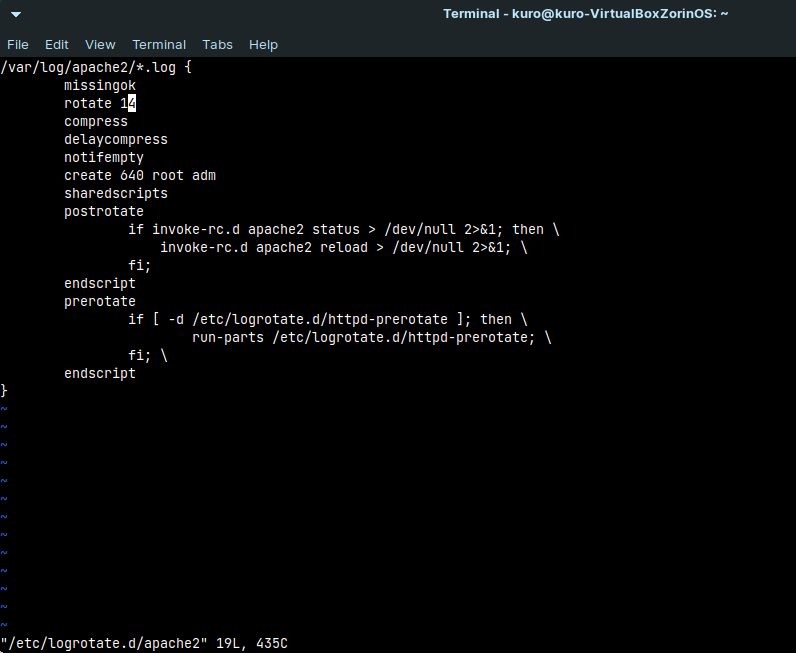 Terminal - kuro@kuro-VirtualBoxZorinOS: ~
File Edit View Terminal Tabs Help
/var/log/apache2/*.log {
        missingok
        rotate 14
        compress
        delaycompress
        notifempty
        create 640 root adm
        sharedscripts
        postrotate
                if invoke-rc.d apache2 status > /dev/null 2>&1; then \
                    invoke-rc.d apache2 reload > /dev/null 2>&1; \
                fi;
        endscript
        prerotate
                if [ -d /etc/logrotate.d/httpd-prerotate ]; then \
                        run-parts /etc/logrotate.d/httpd-prerotate; \
                fi; \
        endscript
}
~
~
~
~
~
~
~
~
~
~
~
~
~
"/etc/logrotate.d/apache2" 19L, 435C